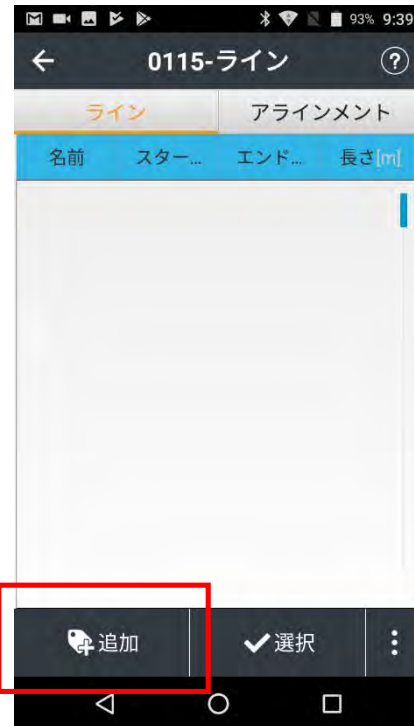 93% 9:39
0115-ライン ?
ライン アラインメント
名前 スター... エンド... 長さ[m]
追加 選択